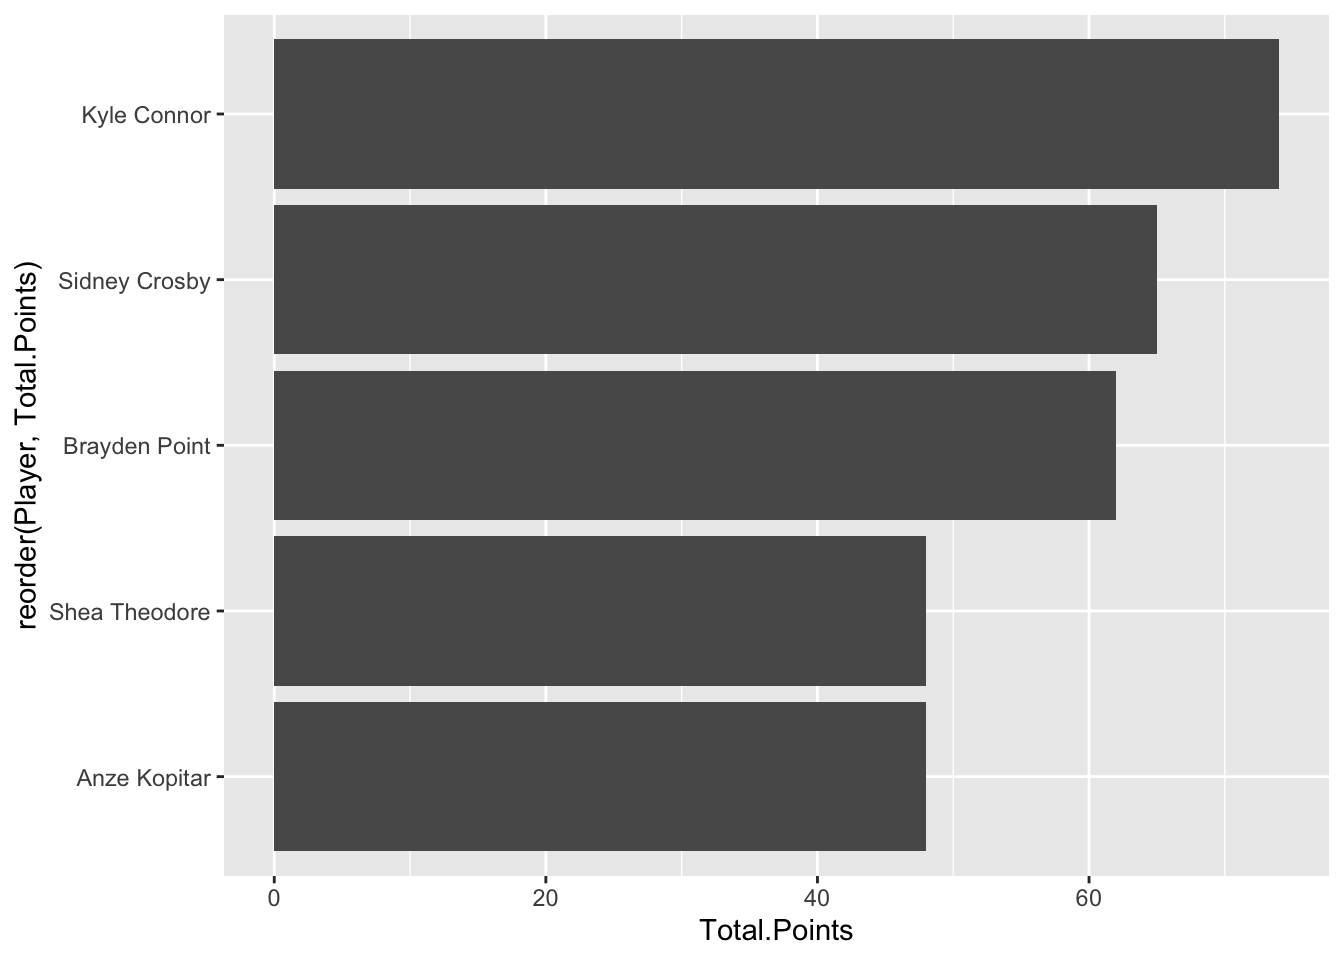 reorder(Player, Total.Points)
Kyle Connor
Sidney Crosby
Brayden Point
Shea Theodore
Anze Kopitar
0 20 40 60
Total.Points